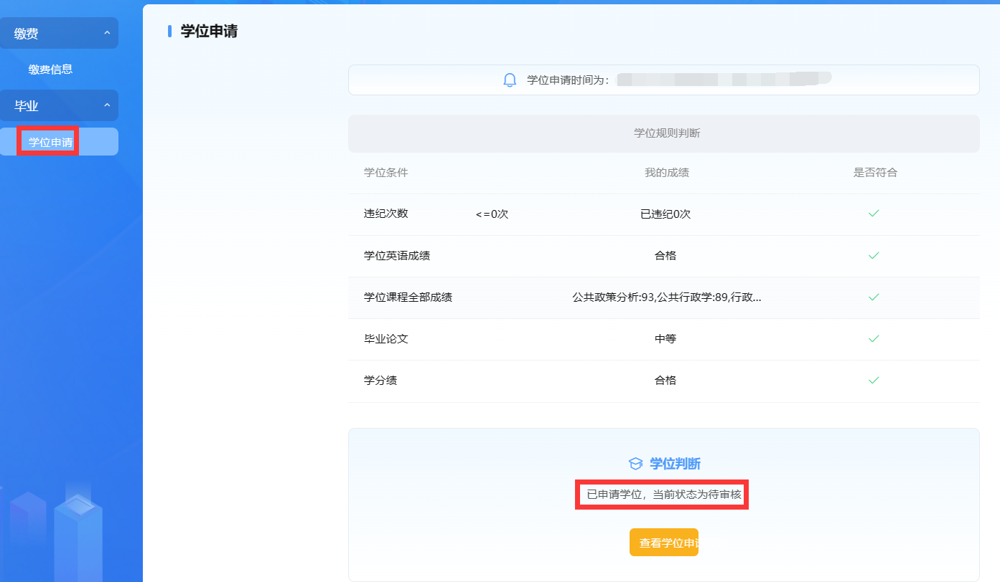 缴费
缴费信息
毕业
学位申请
学位申请
学位申请时间为：
学位规则判断
学位条件 我的成绩 是否符合
违纪次数 <=0次 已违纪0次
学位英语成绩 合格
学位课程全部成绩 公共政策分析:93,公共行政学:89,行政...
毕业论文 中等
学分绩 合格
学位判断
已申请学位，当前状态为待审核
查看学位申请